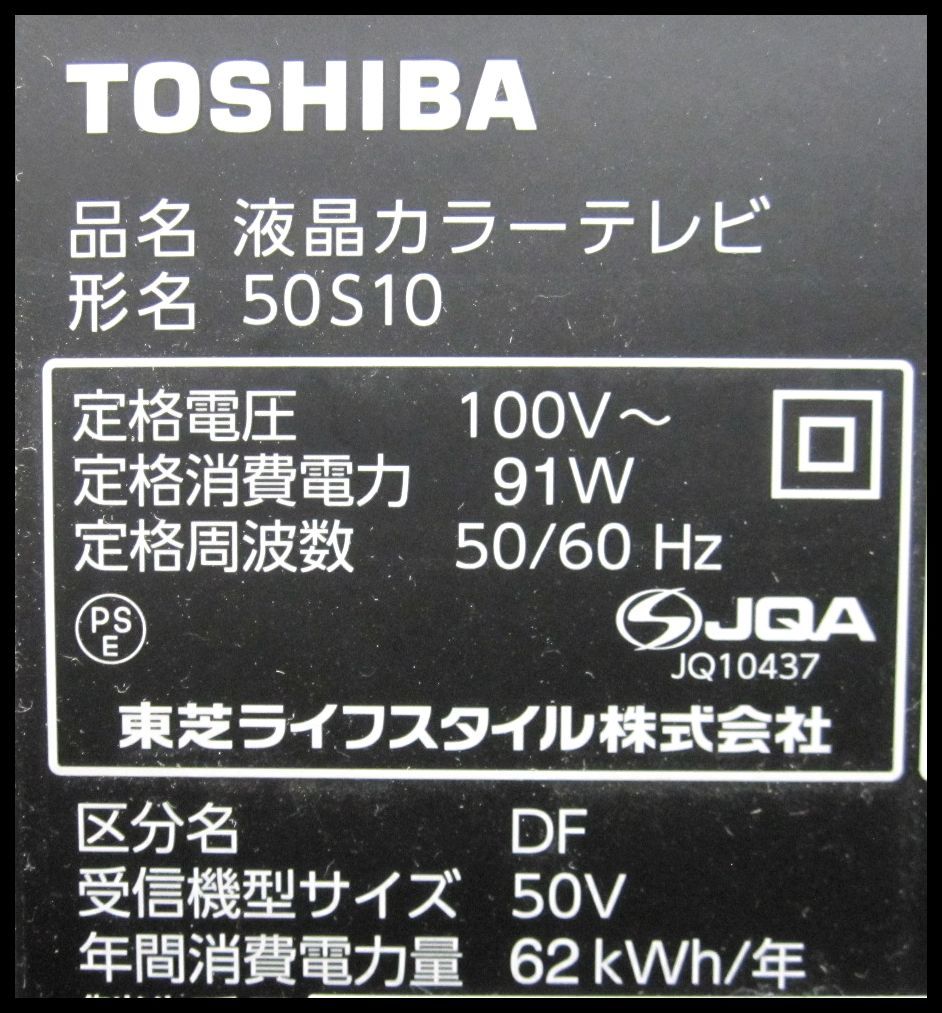 TOSHIBA
品名 液晶カラーテレビ
形名 50S10
定格電圧 100V～
定格消費電力 91W
定格周波数 50/60 Hz
PS
E
JQA
JQ10437
東芝ライフスタイル株式会社
区分名 DF
受信機型サイズ 50V
年間消費電力量 62kWh/年